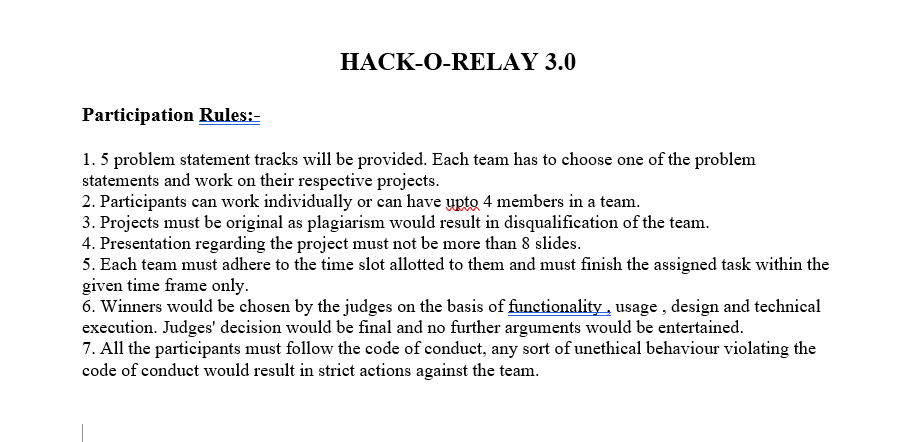 HACK-O-RELAY 3.0
Participation Rules:-
1. 5 problem statement tracks will be provided. Each team has to choose one of the problem
statements and work on their respective projects.
2. Participants can work individually or can have upto 4 members in a team.
3. Projects must be original as plagiarism would result in disqualification of the team.
4. Presentation regarding the project must not be more than 8 slides.
5. Each team must adhere to the time slot allotted to them and must finish the assigned task within the
given time frame only.
6. Winners would be chosen by the judges on the basis of functionality , usage , design and technical
execution. Judges' decision would be final and no further arguments would be entertained.
7. All the participants must follow the code of conduct, any sort of unethical behaviour violating the
code of conduct would result in strict actions against the team.